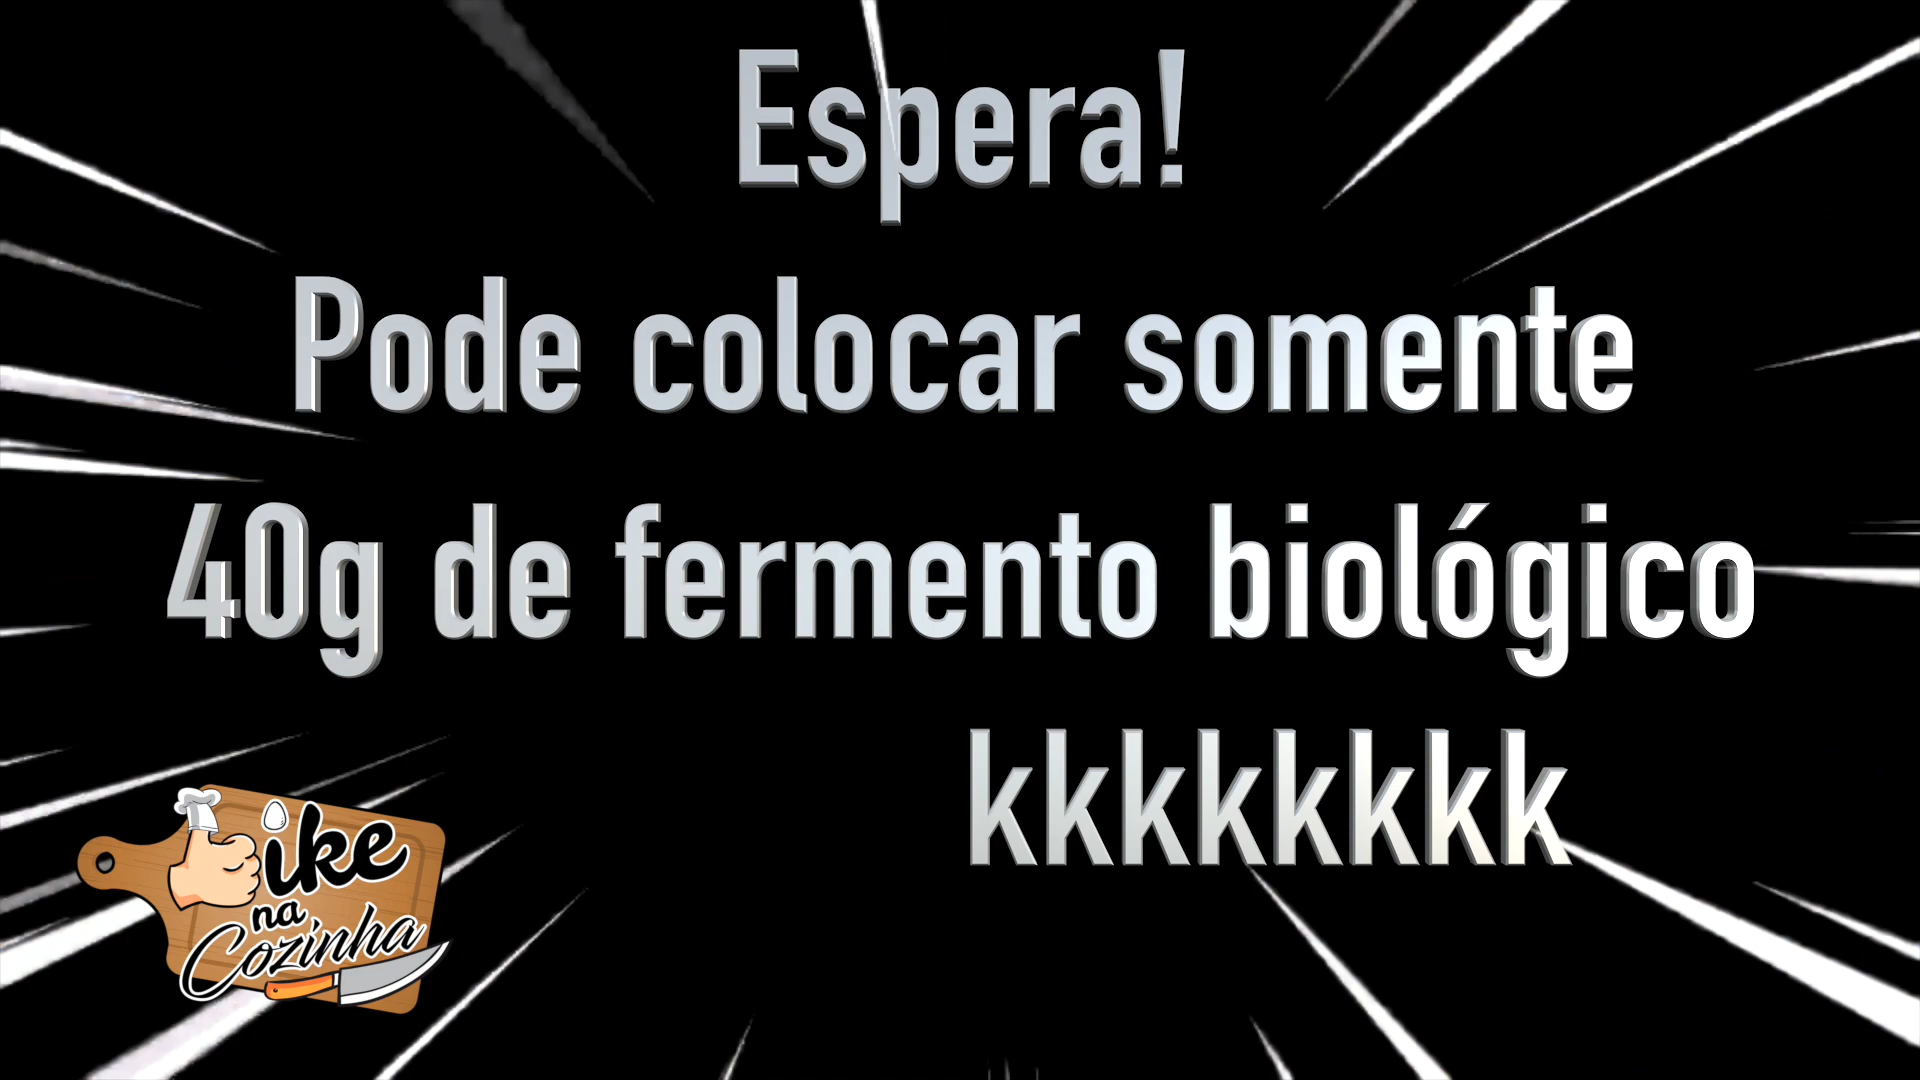 Espera!
Pode colocar somente
40g de fermento biológico
kkkkkkkk
ike
na
Cozinha